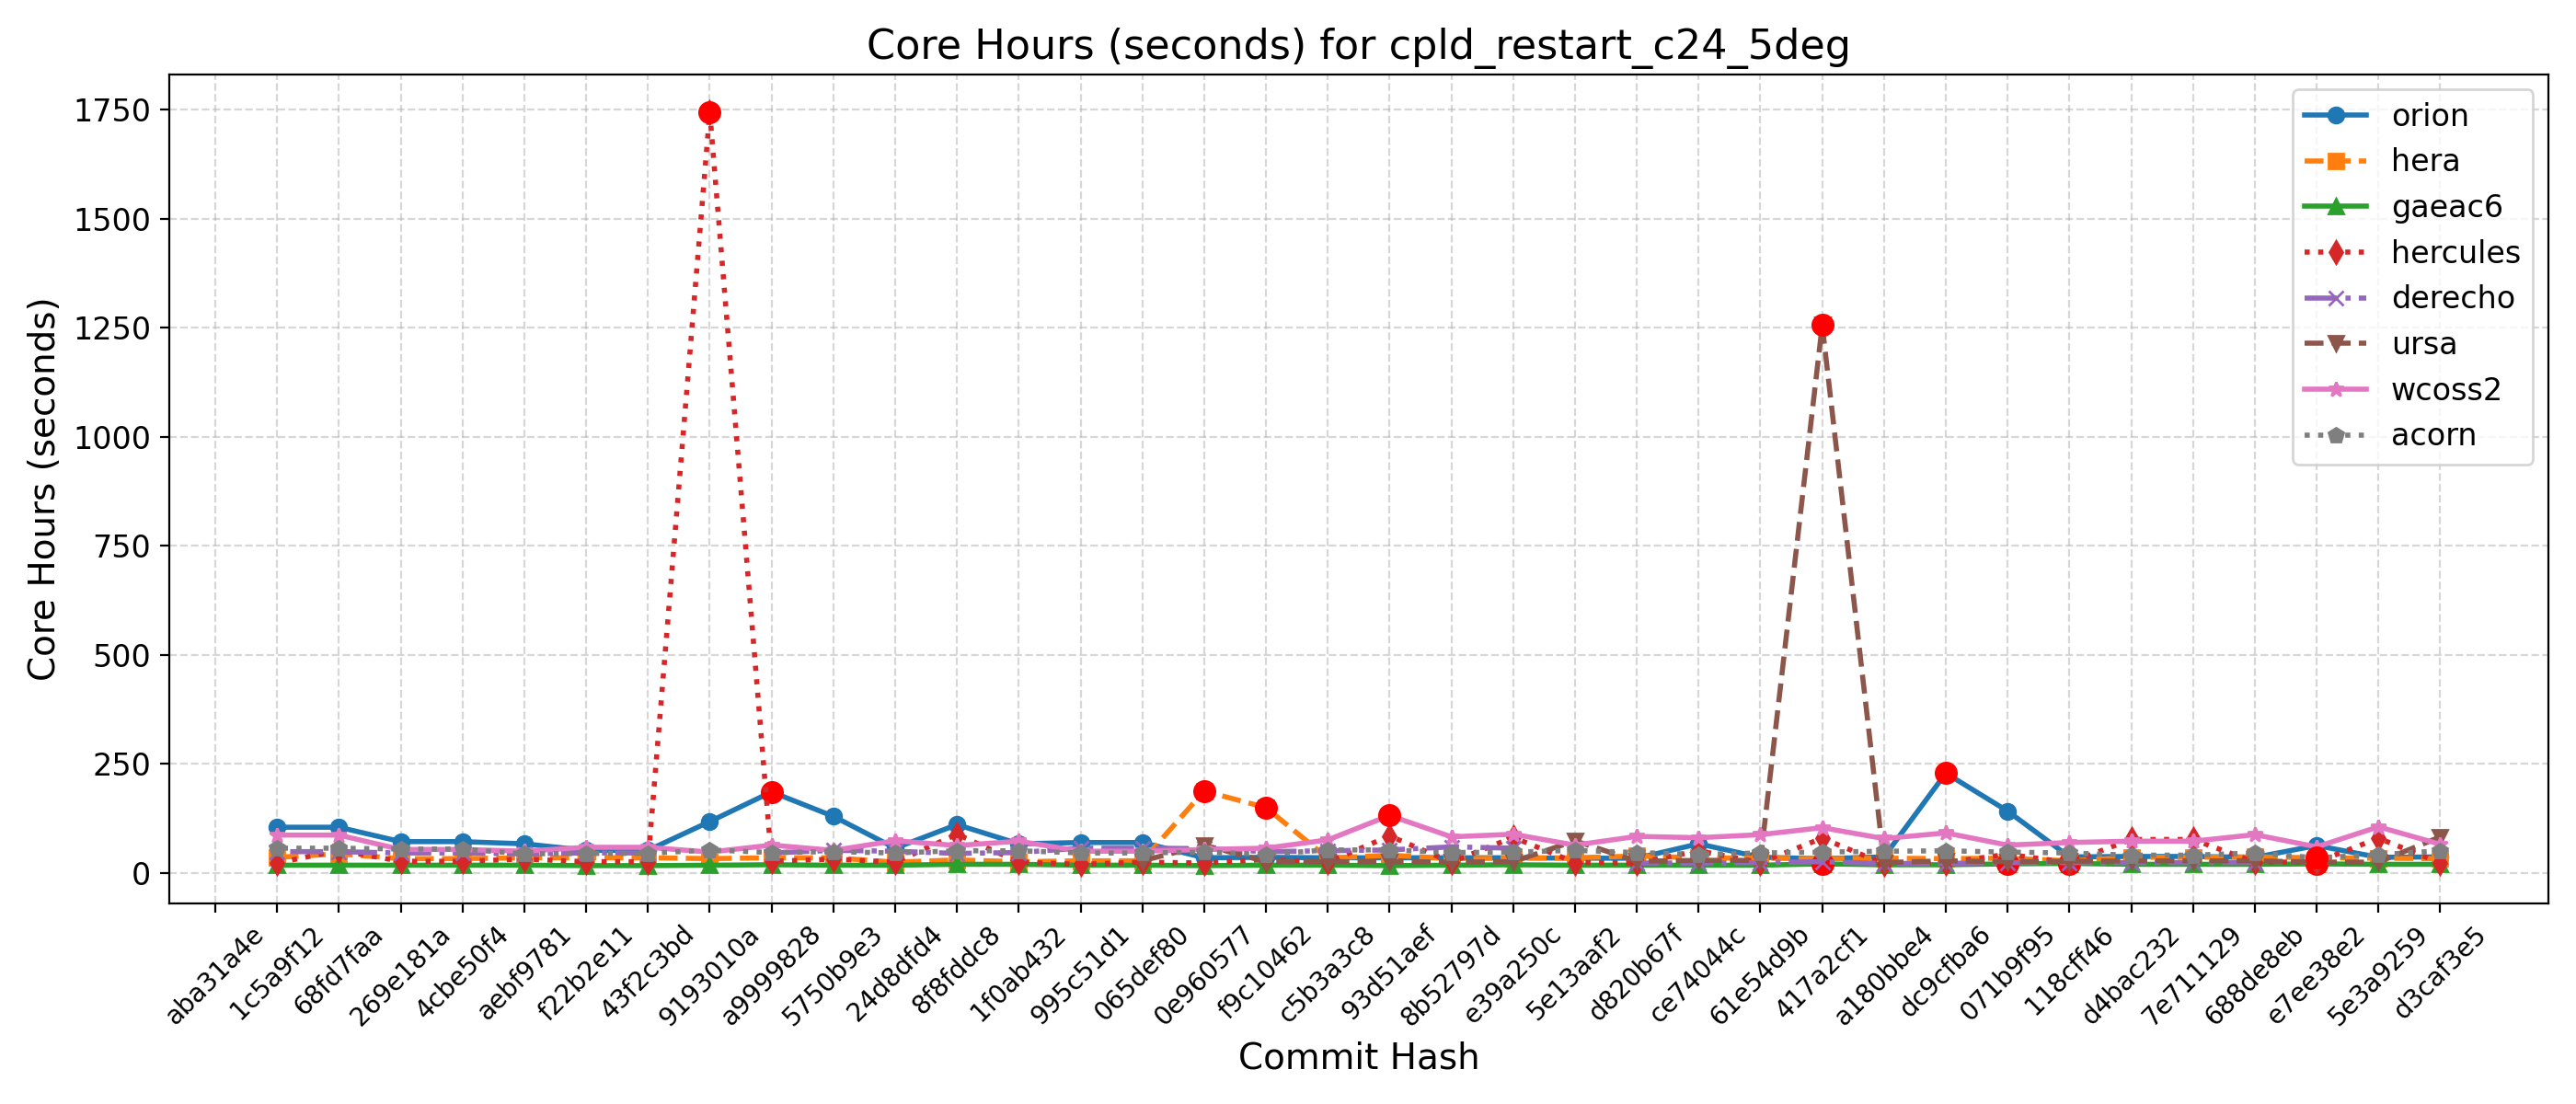 Core Hours (seconds) for cpld_restart_c24_5deg
Core Hours (seconds)
1750
1500
1250
1000
750
500
250
0
orion
hera
gaeac6
hercules
derecho
ursa
wcoss2
acorn
aba31a4e
1c5a9f12
68fd7faa
269e181a
4cbe50f4
aebf9781
f22b2e11
43f2c3bd
9193010a
a9999828
5750b9e3
24d8dfd4
8f8fddc8
1f0ab432
995c51d1
065def80
0e960577
f9c10462
c5b3a3c8
93d51aef
8b52797d
e39a250c
5e13aaf2
d820b67f
ce74044c
61e54d9b
417a2cf1
a180bbe4
dc9cfba6
071b9f95
118cff46
d4bac232
7e711129
688de8eb
e7ee38e2
5e3a9259
d3caf3e5
Commit Hash